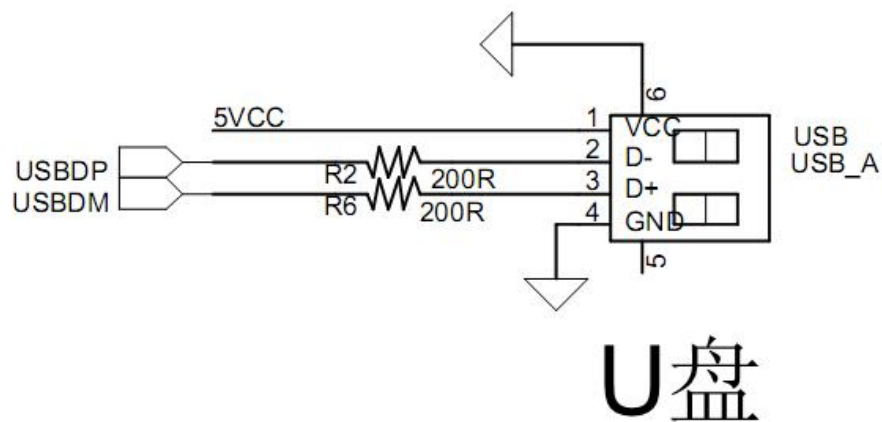 6
5VCC
1
VCC
USB
USBDP
R2
200R
2
D-
USB_A
USBDM
R6
200R
3
D+
4
GND
5
U盘